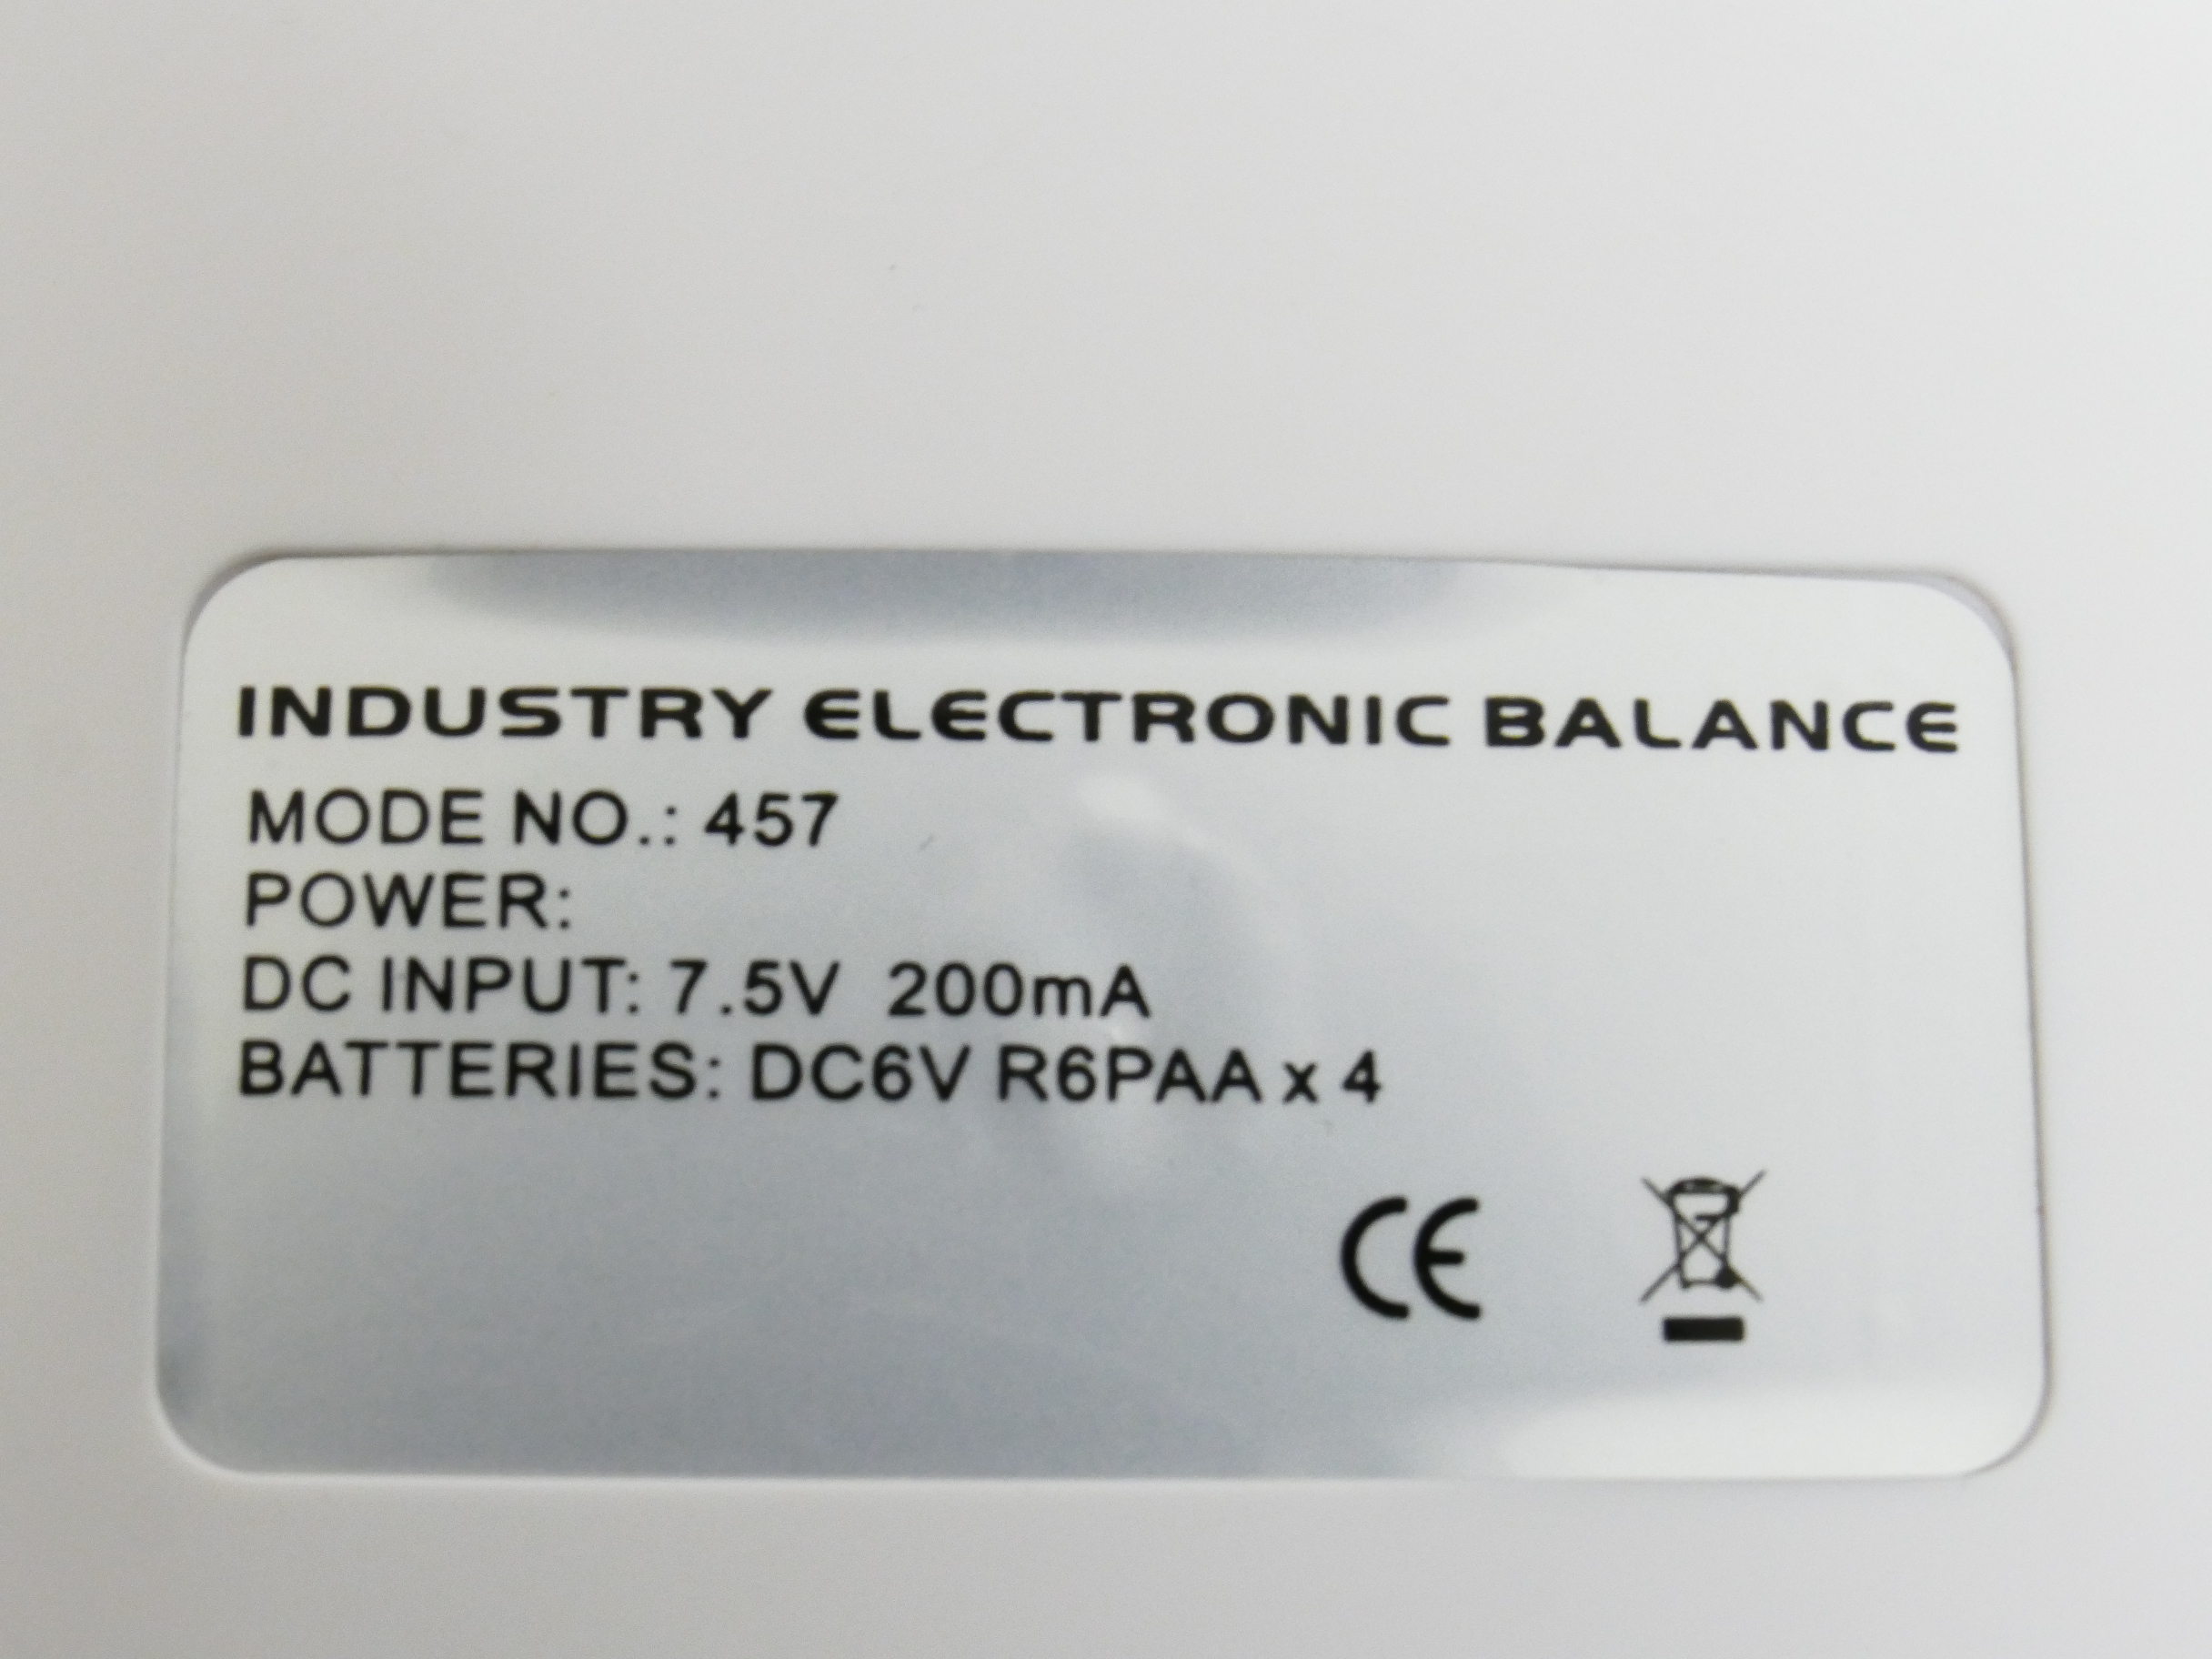 INDUSTRY ELECTRONIC BALANCE
MODE NO.: 457
POWER:
DC INPUT: 7.5V 200mA
BATTERIES: DC6V R6PAA x 4
CE